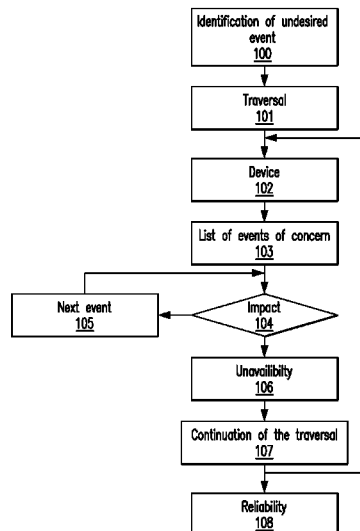 Identification of undesired
event
100
Traversal
101
Device
102
List of events of concern
103
Impact
104
Next event
105
Unavailibilty
106
Continuation of the traversal
107
Reliability
108